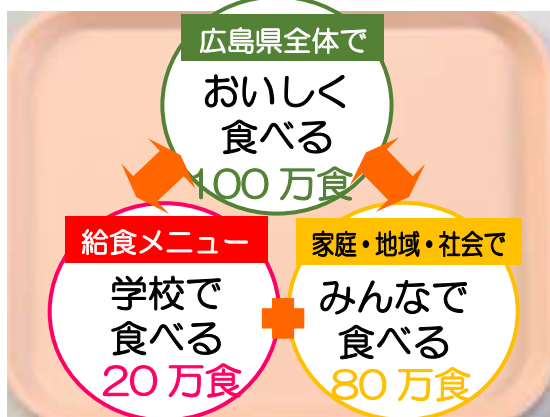 広島県全体で
おいしく
食べる
100万食
給食メニュー
学校で
食べる
20万食
家庭・地域・社会で
みんなで
食べる
80万食